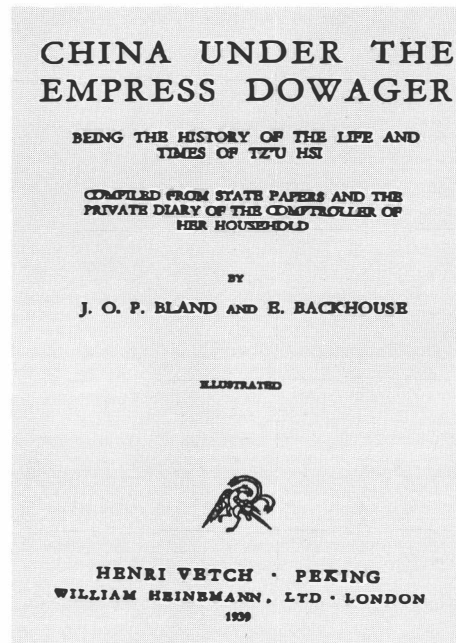 CHINA UNDER THE
EMPRESS DOWAGER
BEING THE HISTORY OF THE LIFE AND
TIMES OF TZ'U HSI
COMPILED FROM STATE PAPERS AND THE
PRIVATE DIARY OF THE COMPTROLLER OF
HER HOUSEHOLD
BY
J. O. P. BLAND AND E. BACKHOUSE
ILLUSTRATED
HENRI VETCH · PEKING
WILLIAM HEINEMANN, LTD · LONDON
1939